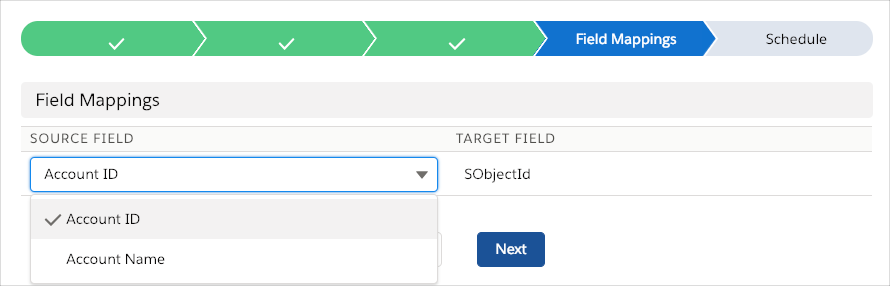 Field Mappings
Schedule
Field Mappings
SOURCE FIELD
TARGET FIELD
Account ID
SObjectId
Account ID
Account Name
Next